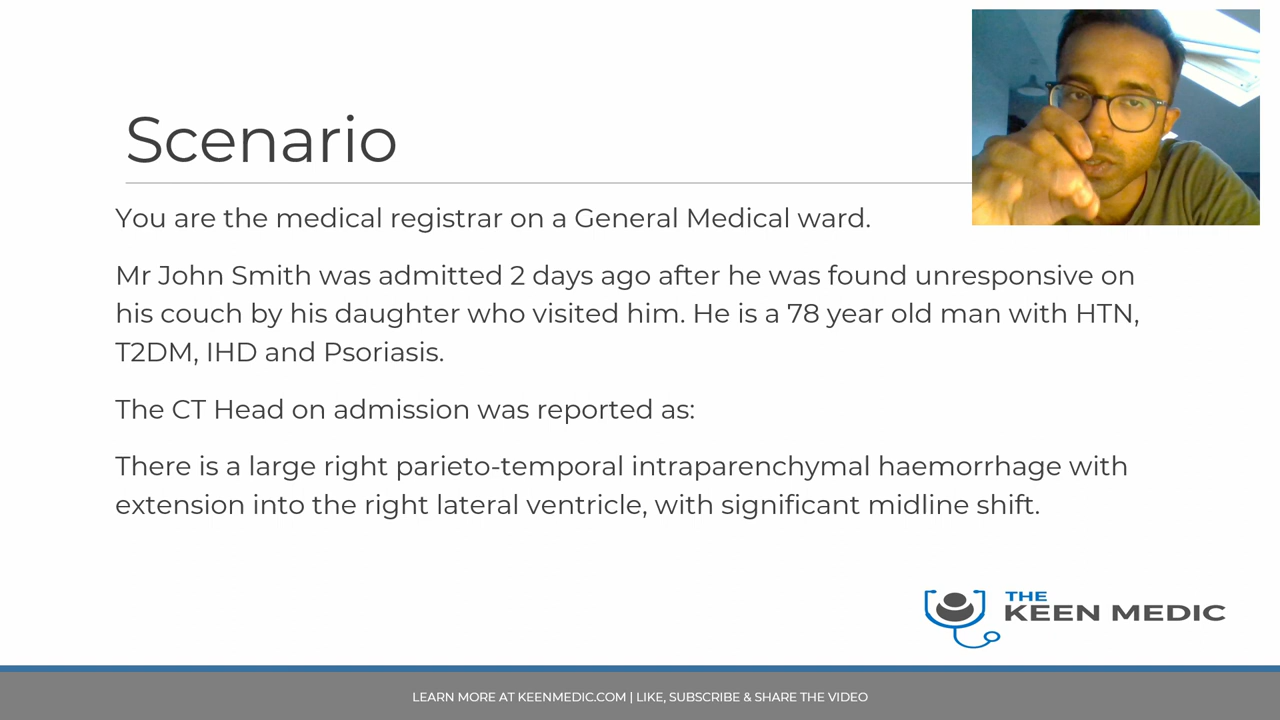 Scenario
You are the medical registrar on a General Medical ward.
Mr John Smith was admitted 2 days ago after he was found unresponsive on
his couch by his daughter who visited him. He is a 78 year old man with HTN,
T2DM, IHD and Psoriasis.
The CT Head on admission was reported as:
There is a large right parieto-temporal intraparenchymal haemorrhage with
extension into the right lateral ventricle, with significant midline shift.
THE
KEEN MEDIC
LEARN MORE AT KEENMEDIC.COM | LIKE, SUBSCRIBE & SHARE THE VIDEO